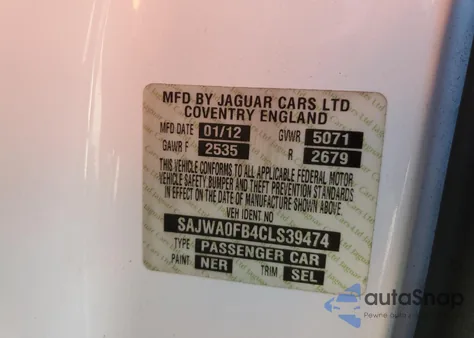 MFD BY JAGUAR CARS LTD
COVENTRY ENGLAND
MFD DATE 01/12 GVWR 5071
GAWR F 2535 R 2679
THIS VEHICLE CONFORMS TO ALL APPLICABLE FEDERAL MOTOR
VEHICLE SAFETY, BUMPER AND THEFT PREVENTION STANDARDS
IN EFFECT ON THE DATE OF MANUFACTURE SHOWN ABOVE
VEH IDENT NO
SAJWA0FB4CLS39474
TYPE PASSENGER CAR
PAINT NER TRIM SEL
autoSnap
Pewne auto